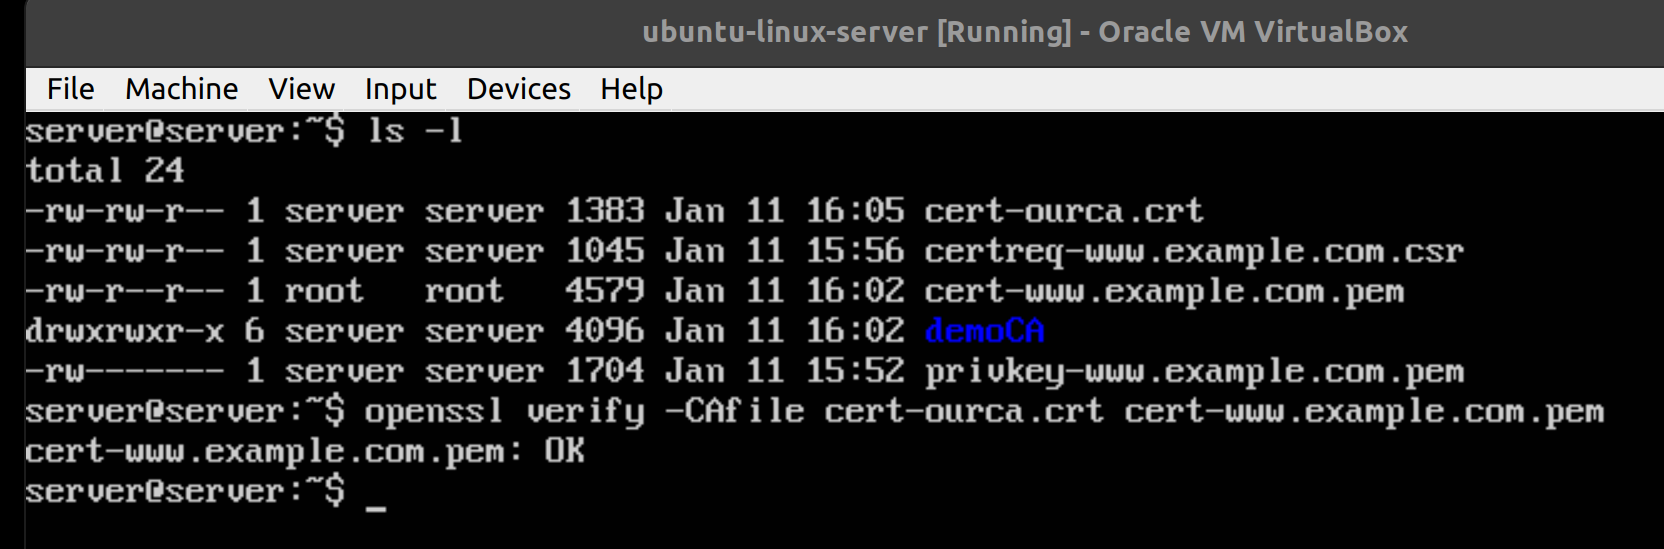 ubuntu-linux-server [Running] - Oracle VM VirtualBox
File Machine View Input Devices Help
server@server:~$ ls -l
total 24
-rw-rw-r-- 1 server server 1383 Jan 11 16:05 cert-ourca.crt
-rw-rw-r-- 1 server server 1045 Jan 11 15:56 certreq-www.example.com.csr
-rw-r--r-- 1 root   root   4579 Jan 11 16:02 cert-www.example.com.pem
drwxrwxr-x 6 server server 4096 Jan 11 16:02 demoCA
-rw------- 1 server server 1704 Jan 11 15:52 privkey-www.example.com.pem
server@server:~$ openssl verify -CAfile cert-ourca.crt cert-www.example.com.pem
cert-www.example.com.pem: OK
server@server:~$ _